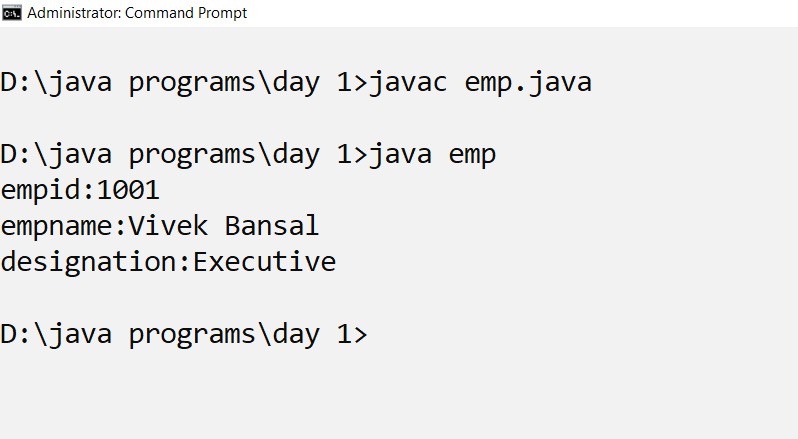 Administrator: Command Prompt
D:\java programs\day 1>javac emp.java
D:\java programs\day 1>java emp
empid:1001
empname:Vivek Bansal
designation:Executive
D:\java programs\day 1>